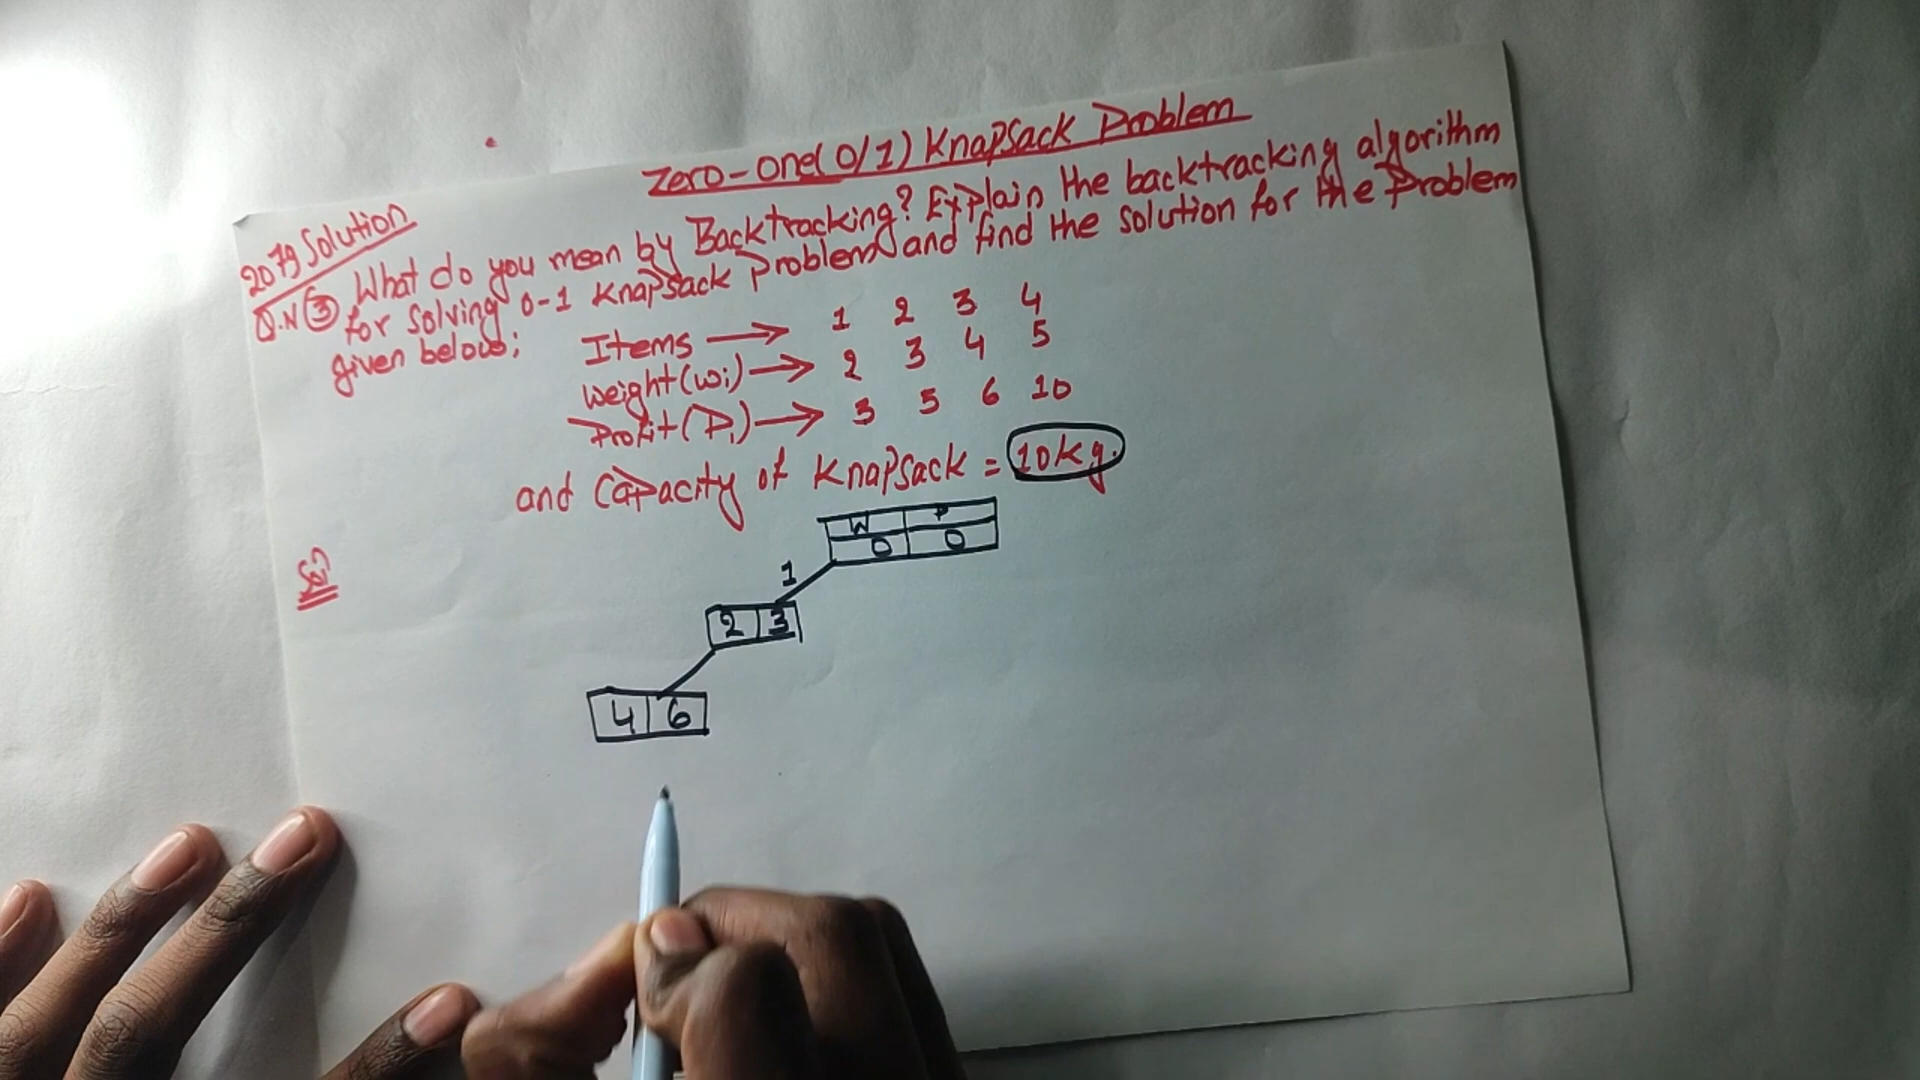 Zero-one(0/1) Knapsack Problem
2079 Solution
Q.N 3 What do you mean by Backtracking? Explain the backtracking algorithm
for solving 0-1 Knapsack Problem and find the solution for the Problem
given below;
Items → 1 2 3 4
Weight (wi) → 2 3 4 5
Profit (Pi) → 3 5 6 10
and Capacity of Knapsack = 10kg.
W P
0 0
Sol
1
2 3
4 6